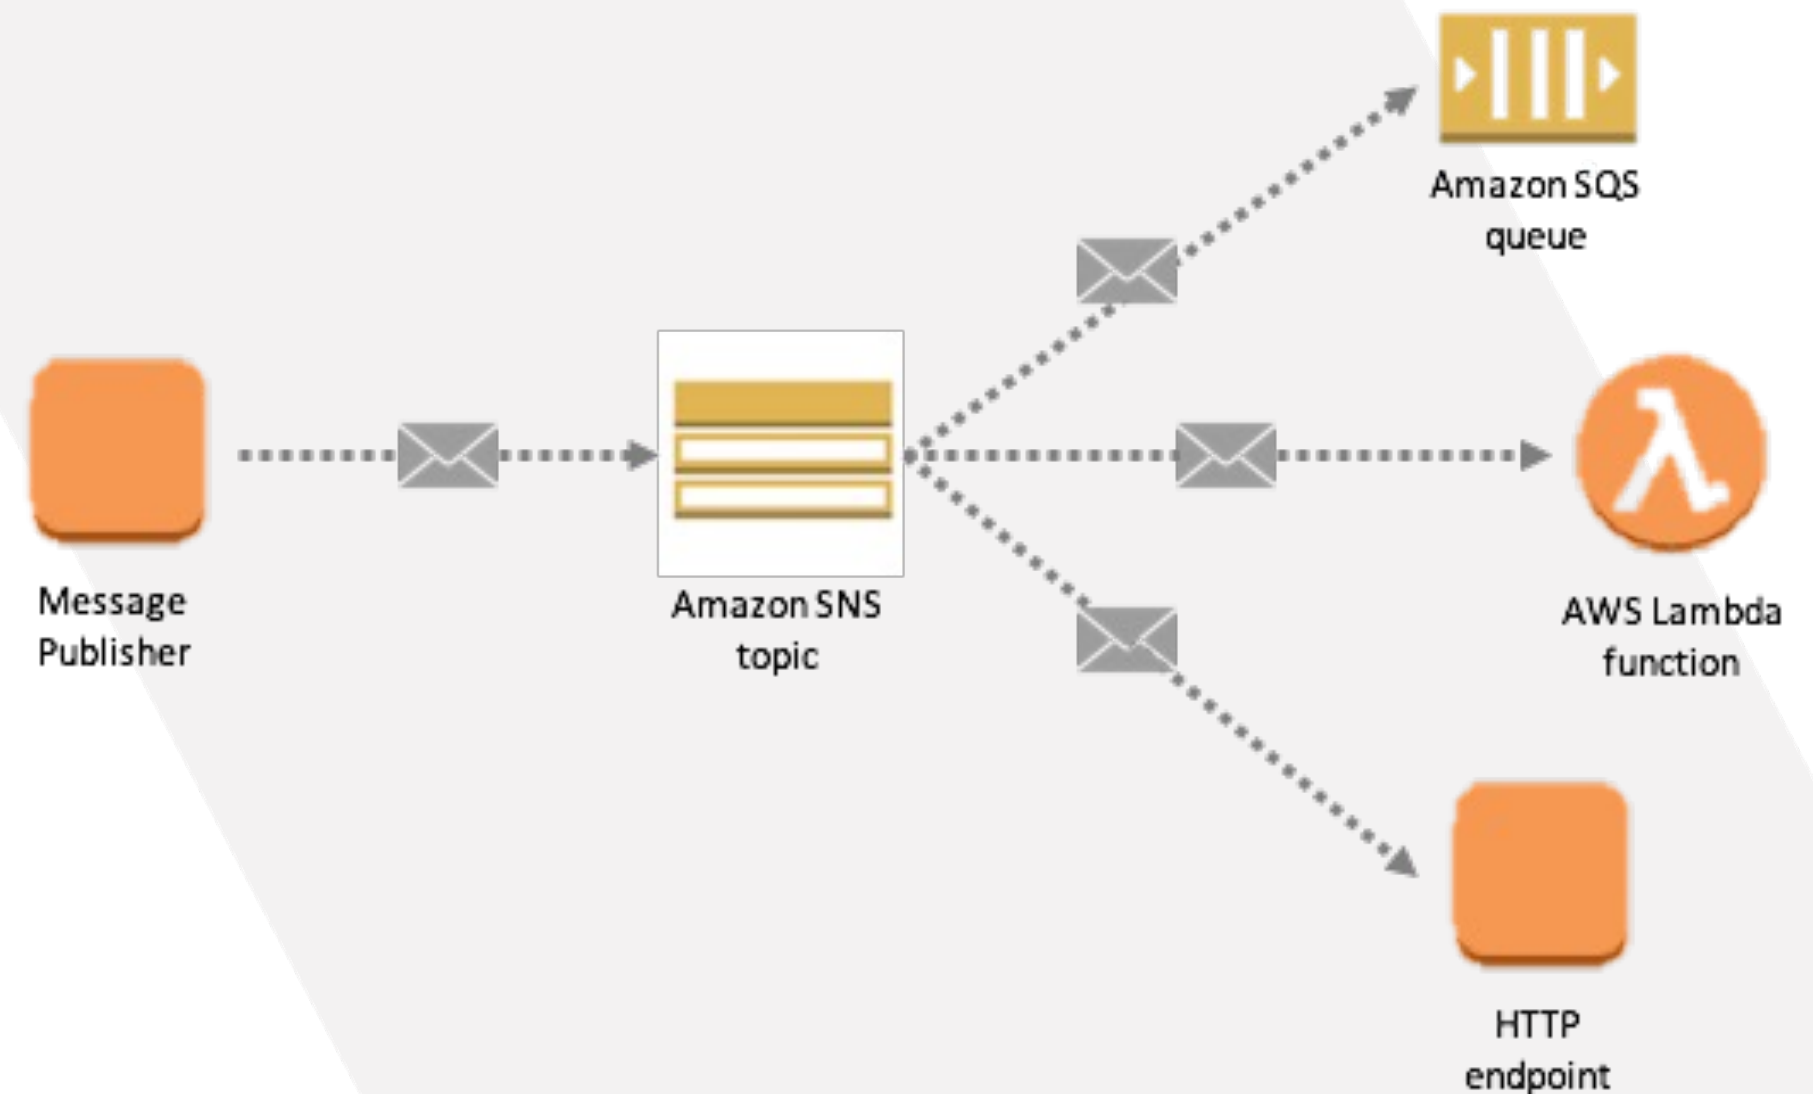 Message
Publisher
Amazon SNS
topic
Amazon SQS
queue
AWS Lambda
function
HTTP
endpoint